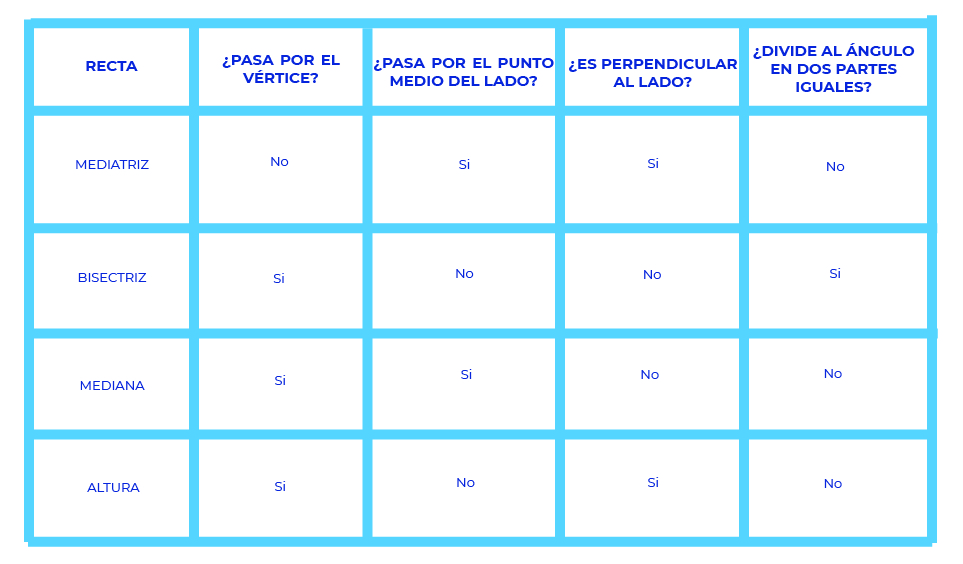 RECTA
¿PASA POR EL
VÉRTICE?
¿PASA POR EL PUNTO
MEDIO DEL LADO?
¿ES PERPENDICULAR
AL LADO?
¿DIVIDE AL ÁNGULO
EN DOS PARTES
IGUALES?
MEDIATRIZ
No
Si
Si
No
BISECTRIZ
Si
No
No
Si
MEDIANA
Si
Si
No
No
ALTURA
Si
No
Si
No